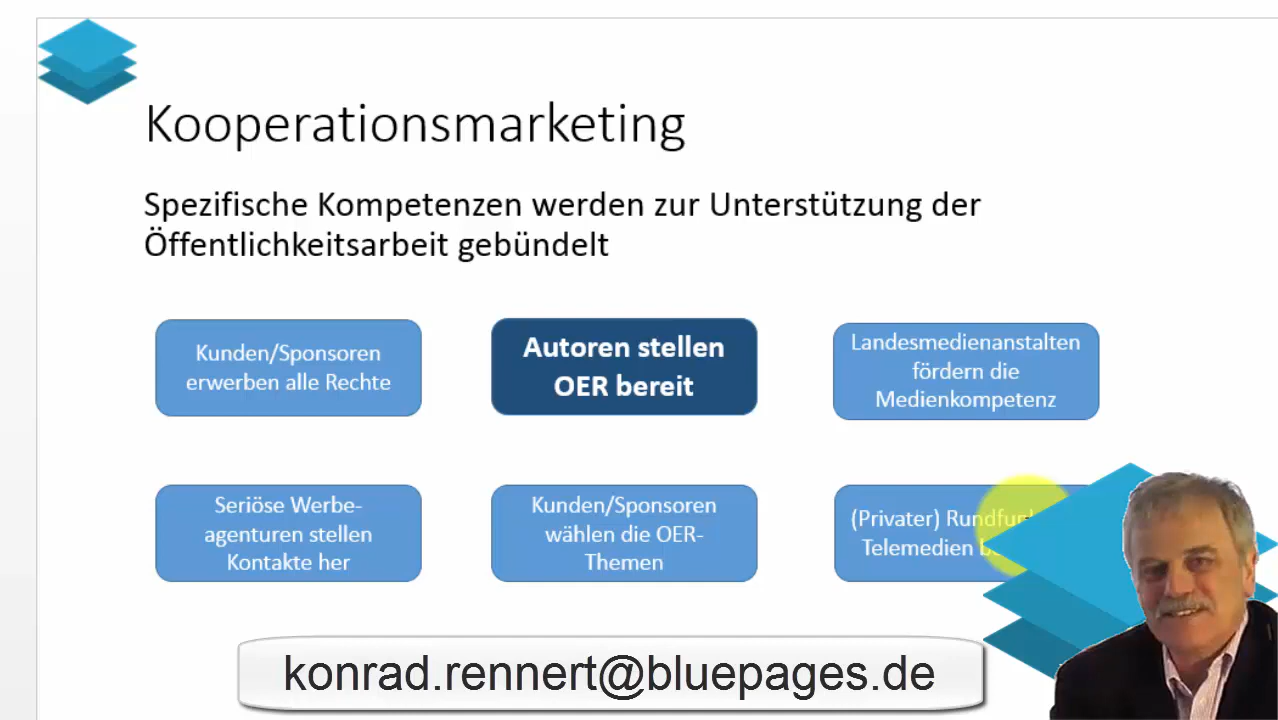 Kooperationsmarketing
Spezifische Kompetenzen werden zur Unterstützung der
Öffentlichkeitsarbeit gebündelt
Kunden/Sponsoren
erwerben alle Rechte
Autoren stellen
OER bereit
Landesmedienanstalten
fördern die
Medienkompetenz
Seriöse Werbe-
agenturen stellen
Kontakte her
Kunden/Sponsoren
wählen die OER-
Themen
(Privater)
Telemedien
konrad.rennert@bluepages.de